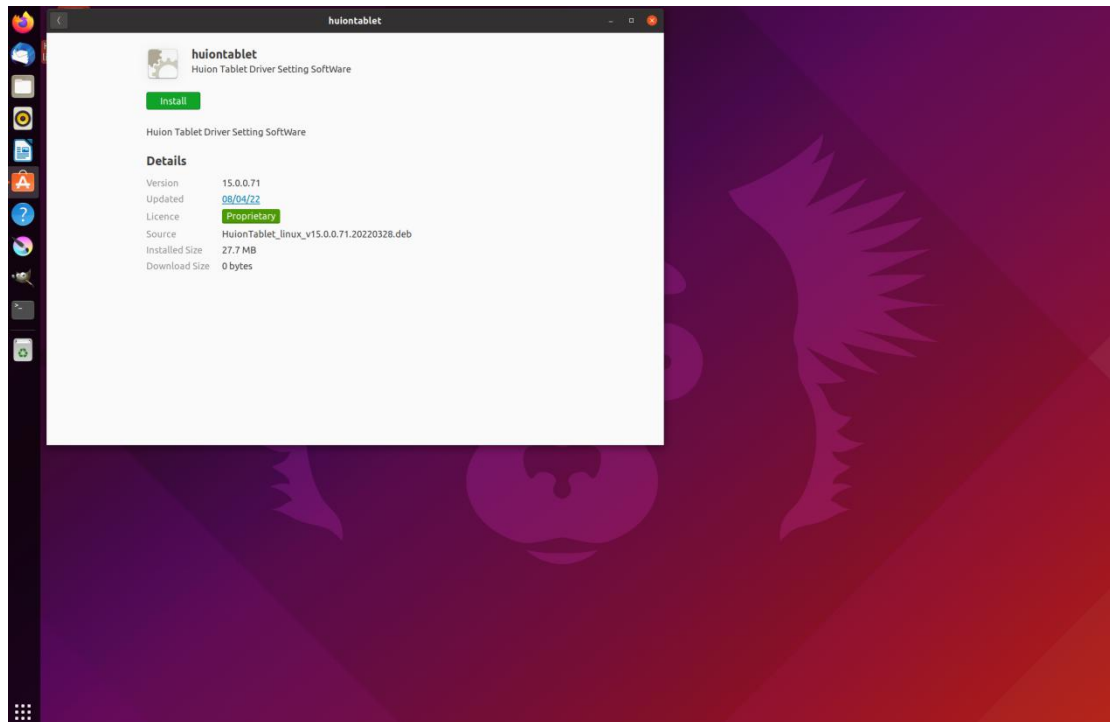 huiontablet
huiontablet
Huion Tablet Driver Setting SoftWare
Install
Huion Tablet Driver Setting SoftWare
Details
Version 15.0.0.71
Updated 08/04/22
Licence Proprietary
Source HuionTablet_linux_v15.0.0.71.20220328.deb
Installed Size 27.7 MB
Download Size 0 bytes